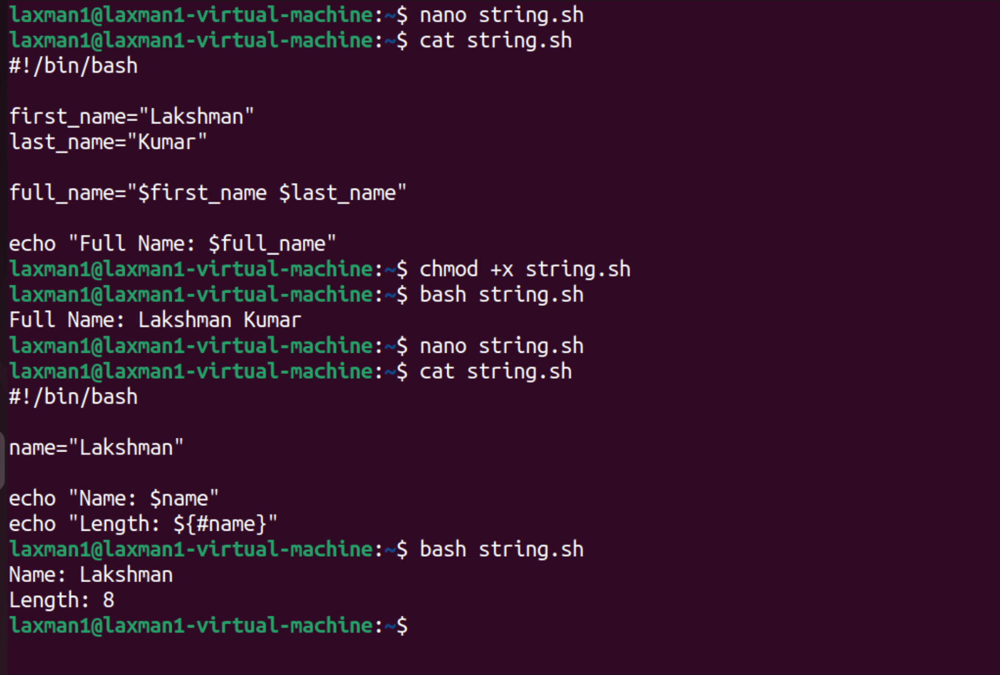 laxman1@laxman1-virtual-machine:~$ nano string.sh
laxman1@laxman1-virtual-machine:~$ cat string.sh
#!/bin/bash
first_name="Lakshman"
last_name="Kumar"
full_name="$first_name $last_name"
echo "Full Name: $full_name"
laxman1@laxman1-virtual-machine:~$ chmod +x string.sh
laxman1@laxman1-virtual-machine:~$ bash string.sh
Full Name: Lakshman Kumar
laxman1@laxman1-virtual-machine:~$ nano string.sh
laxman1@laxman1-virtual-machine:~$ cat string.sh
#!/bin/bash
name="Lakshman"
echo "Name: $name"
echo "Length: ${#name}"
laxman1@laxman1-virtual-machine:~$ bash string.sh
Name: Lakshman
Length: 8
laxman1@laxman1-virtual-machine:~$